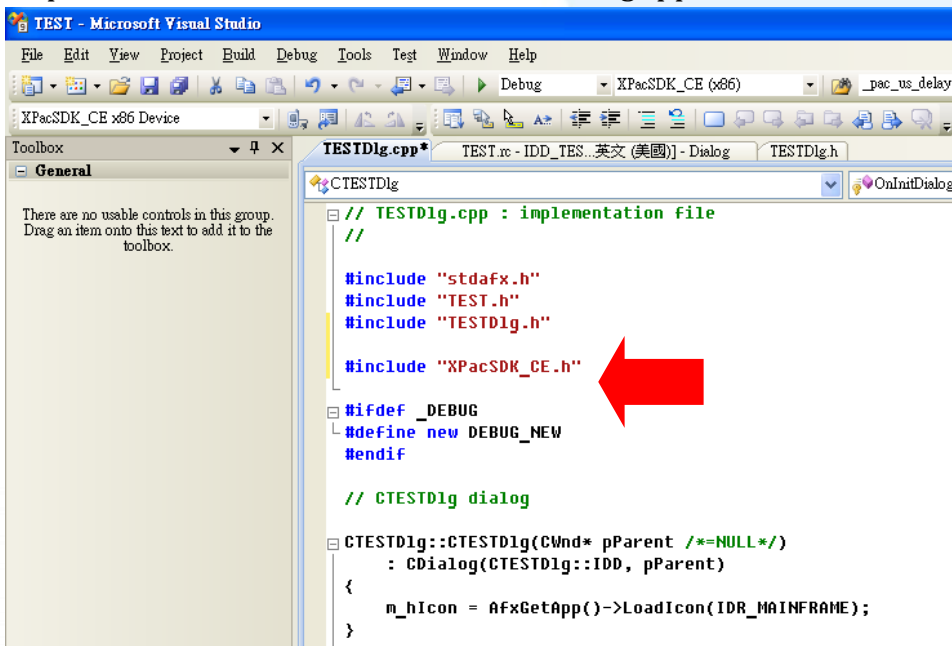 TEST - Microsoft Visual Studio
File Edit View Project Build Debug Tools Test Window Help
Debug XPacSDK_CE (x86) _pac_us_delay
XPacSDK_CE x86 Device
Toolbox
TESTDlg.cpp* TEST.rc - IDD_TES...英文 (美國)] - Dialog TESTDlg.h
General
CTESTDlg OnInitDialog
There are no usable controls in this group.
Drag an item onto this text to add it to the
toolbox.
// TESTDlg.cpp : implementation file
//
#include "stdafx.h"
#include "TEST.h"
#include "TESTDlg.h"
#include "XPacSDK_CE.h"
#ifdef _DEBUG
#define new DEBUG_NEW
#endif
// CTESTDlg dialog
CTESTDlg::CTESTDlg(CWnd* pParent /*=NULL*/)
: CDialog(CTESTDlg::IDD, pParent)
{
m_hIcon = AfxGetApp()->LoadIcon(IDR_MAINFRAME);
}